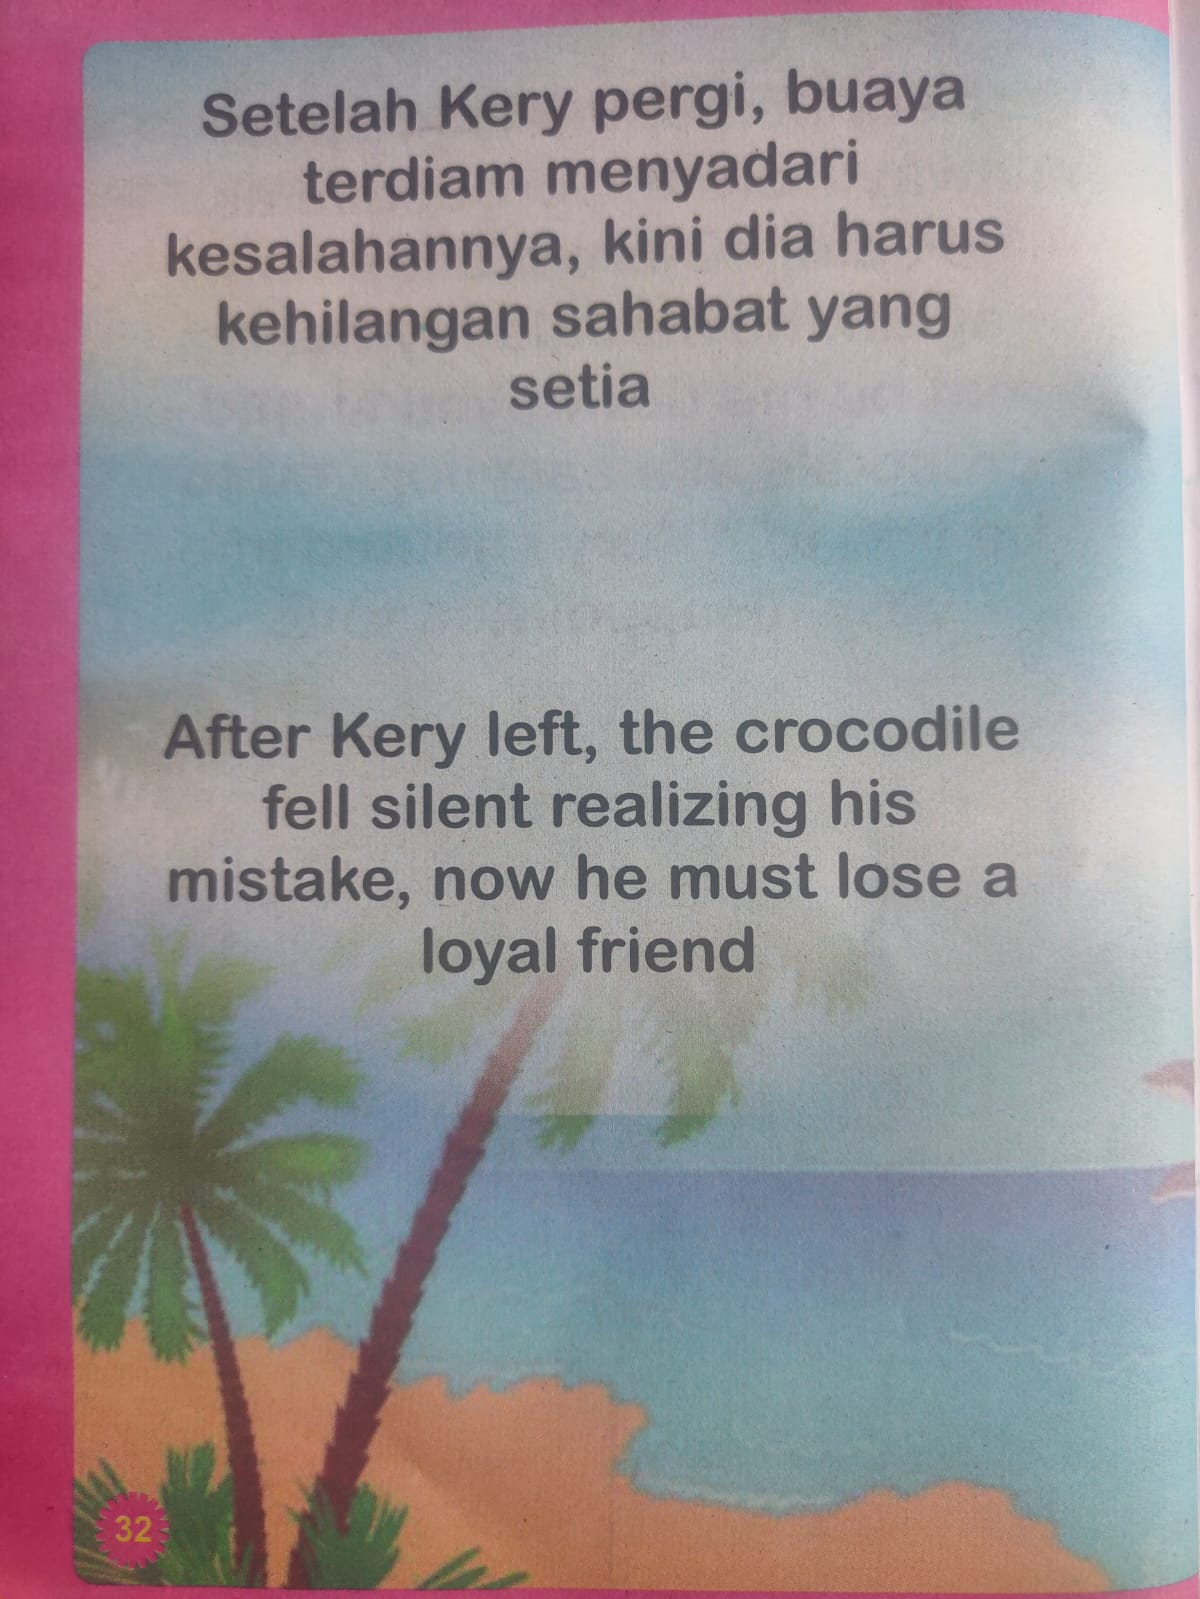 Setelah Kery pergi, buaya
terdiam menyadari
kesalahannya, kini dia harus
kehilangan sahabat yang
setia
After Kery left, the crocodile
fell silent realizing his
mistake, now he must lose a
loyal friend
32